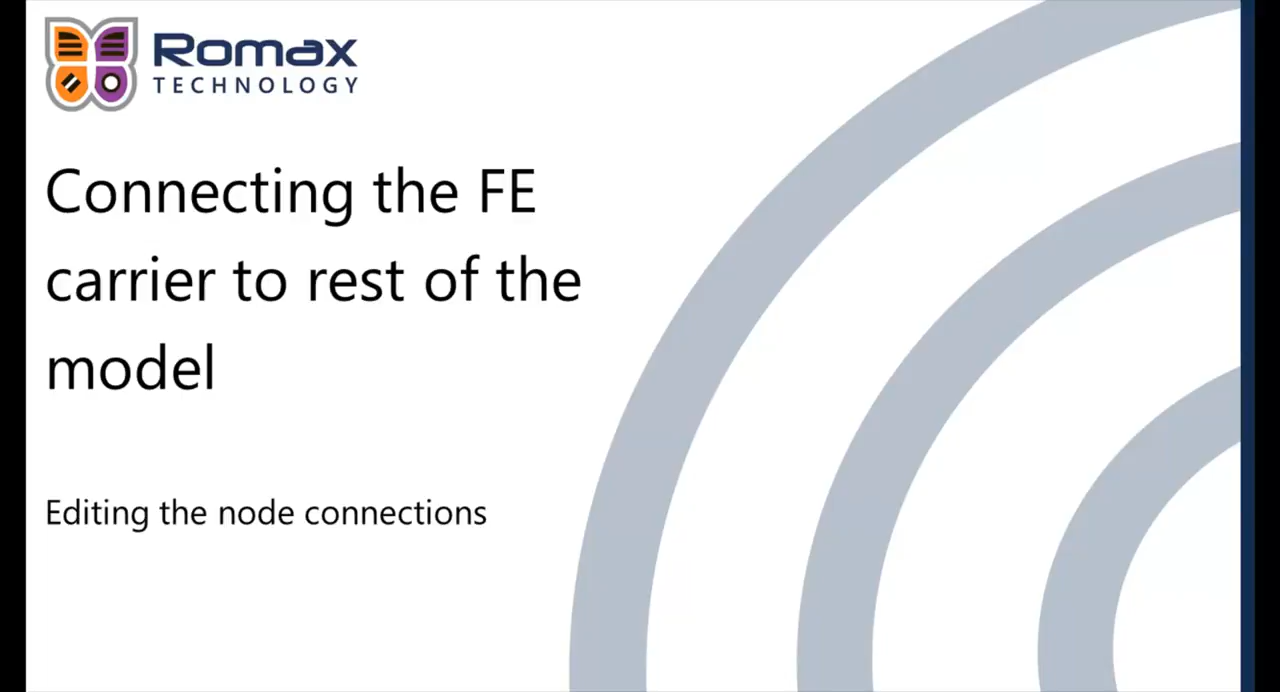 Romax
TECHNOLOGY
Connecting the FE
carrier to rest of the
model
Editing the node connections